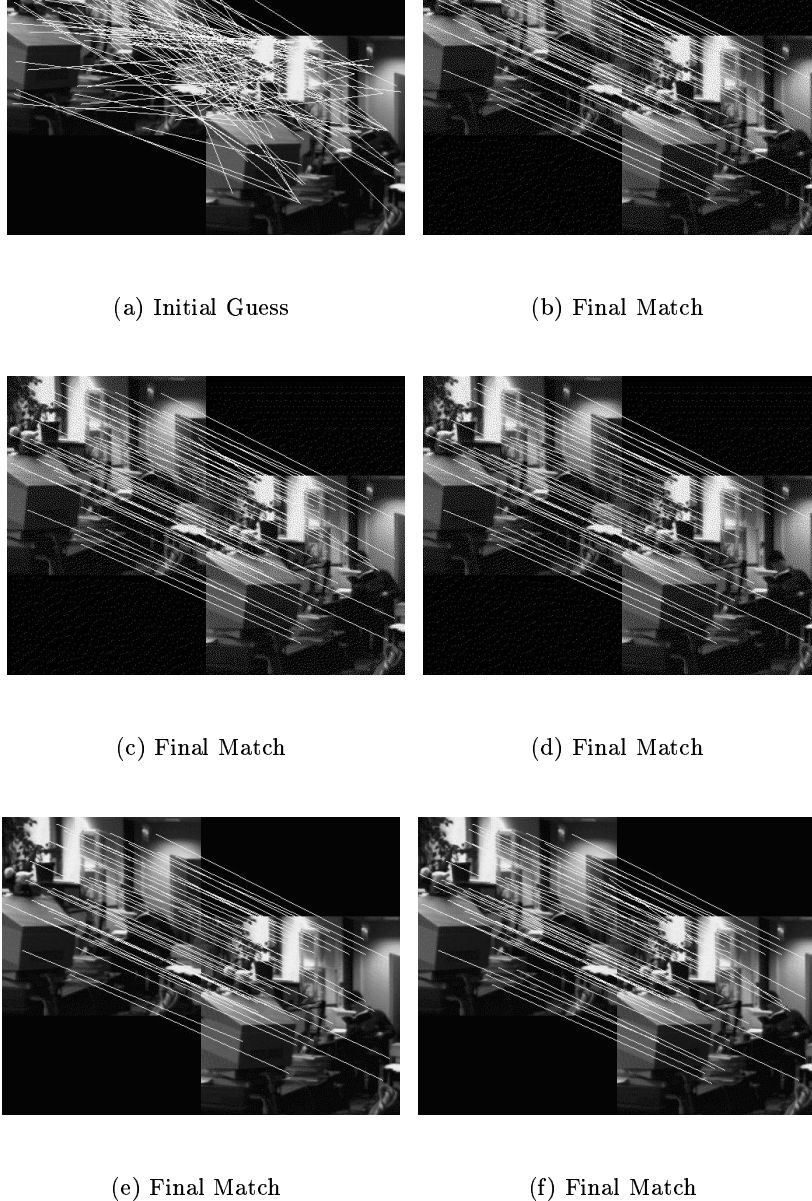 (a) Initial Guess
(b) Final Match
(c) Final Match
(d) Final Match
(e) Final Match
(f) Final Match